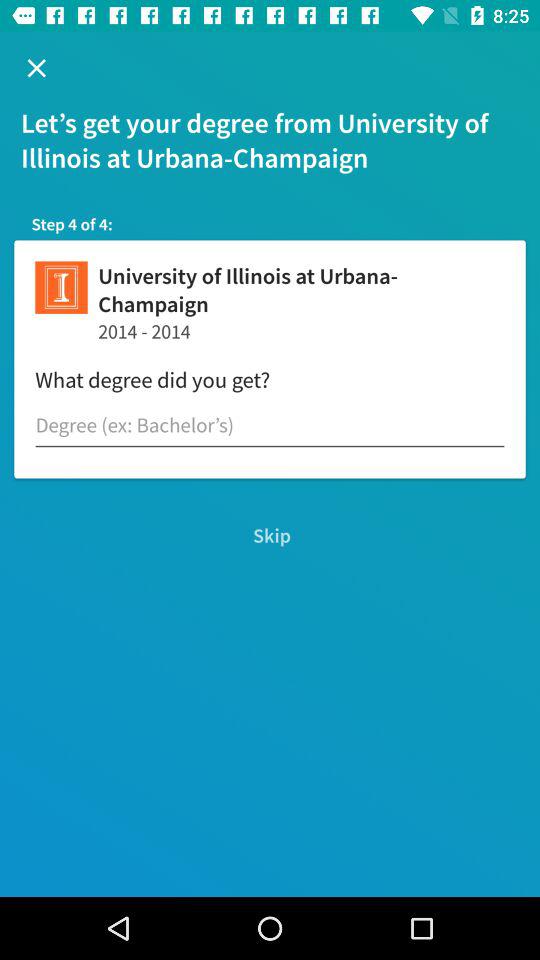 8:25
Let’s get your degree from University of
Illinois at Urbana-Champaign
Step 4 of 4:
I
University of Illinois at Urbana-
Champaign
2014 - 2014
What degree did you get?
Degree (ex: Bachelor’s)
Skip